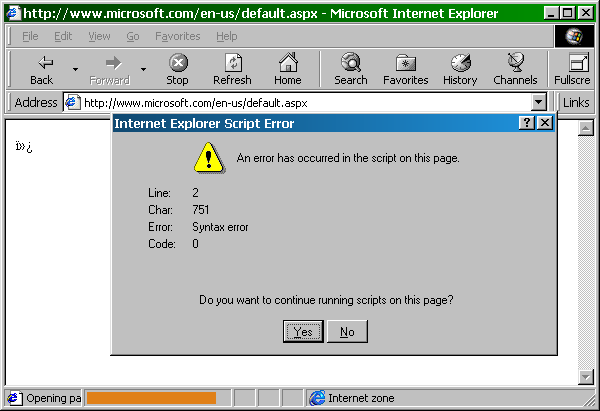 http://www.microsoft.com/en-us/default.aspx - Microsoft Internet Explorer
File Edit View Go Favorites Help
Back Forward Stop Refresh Home Search Favorites History Channels Fullscre
Address http://www.microsoft.com/en-us/default.aspx Links
ï»¿
Internet Explorer Script Error
An error has occurred in the script on this page.
Line: 2
Char: 751
Error: Syntax error
Code: 0
Do you want to continue running scripts on this page?
Yes No
Opening pa Internet zone